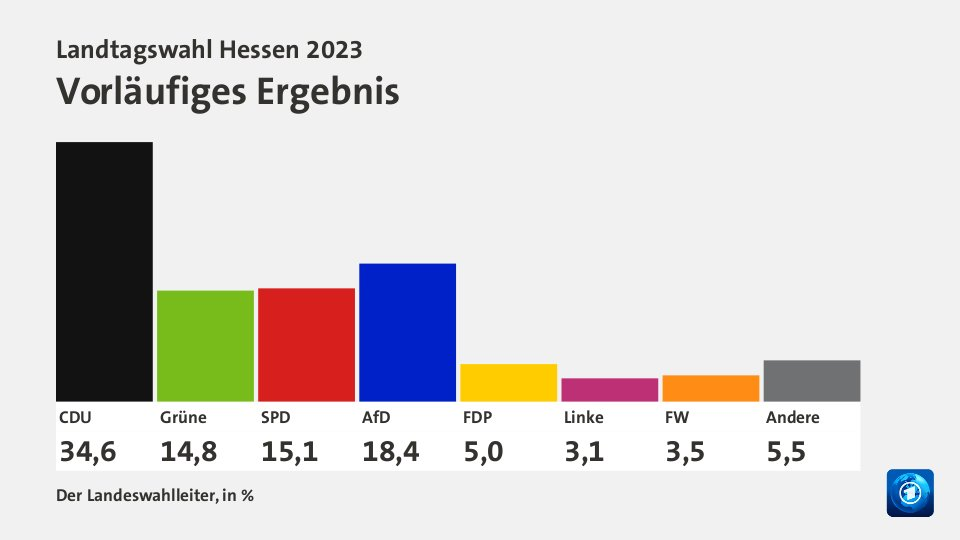 Landtagswahl Hessen 2023
Vorläufiges Ergebnis
CDU Grüne SPD AfD FDP Linke FW Andere
34,6 14,8 15,1 18,4 5,0 3,1 3,5 5,5
Der Landeswahlleiter, in %